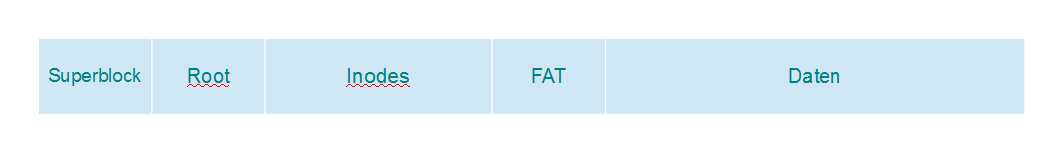 Superblock Root Inodes FAT Daten